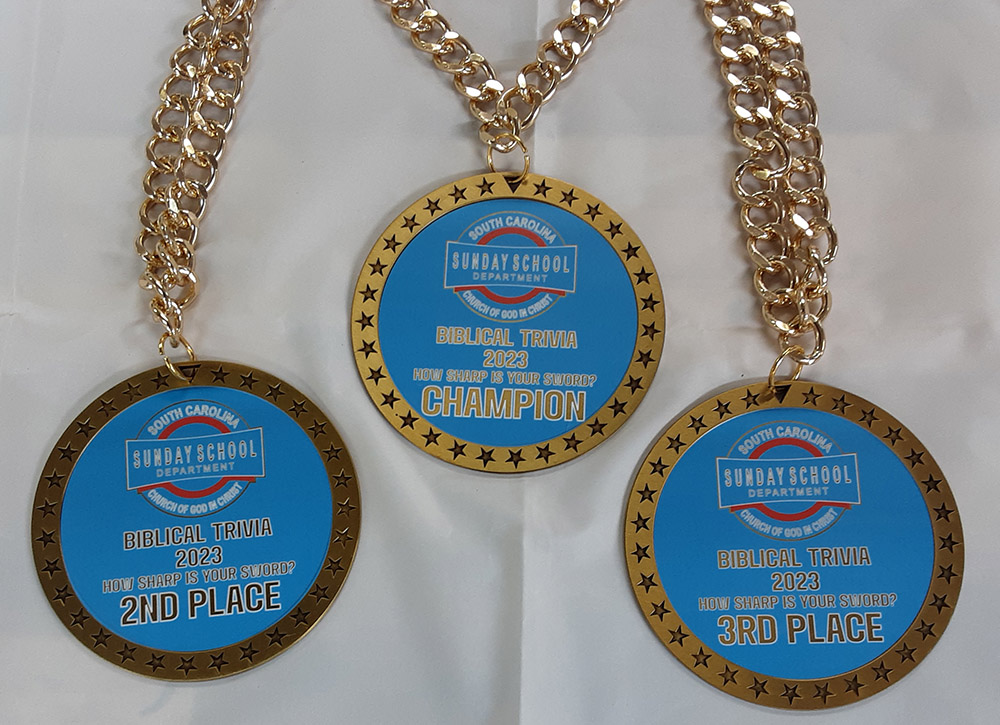 SOUTH CAROLINA
SUNDAY SCHOOL
DEPARTMENT
CHURCH OF GOD IN CHRIST
BIBLICAL TRIVIA
2023
HOW SHARP IS YOUR SWORD?
2ND PLACE
SOUTH CAROLINA
SUNDAY SCHOOL
DEPARTMENT
CHURCH OF GOD IN CHRIST
BIBLICAL TRIVIA
2023
HOW SHARP IS YOUR SWORD?
CHAMPION
SOUTH CAROLINA
SUNDAY SCHOOL
DEPARTMENT
CHURCH OF GOD IN CHRIST
BIBLICAL TRIVIA
2023
HOW SHARP IS YOUR SWORD?
3RD PLACE